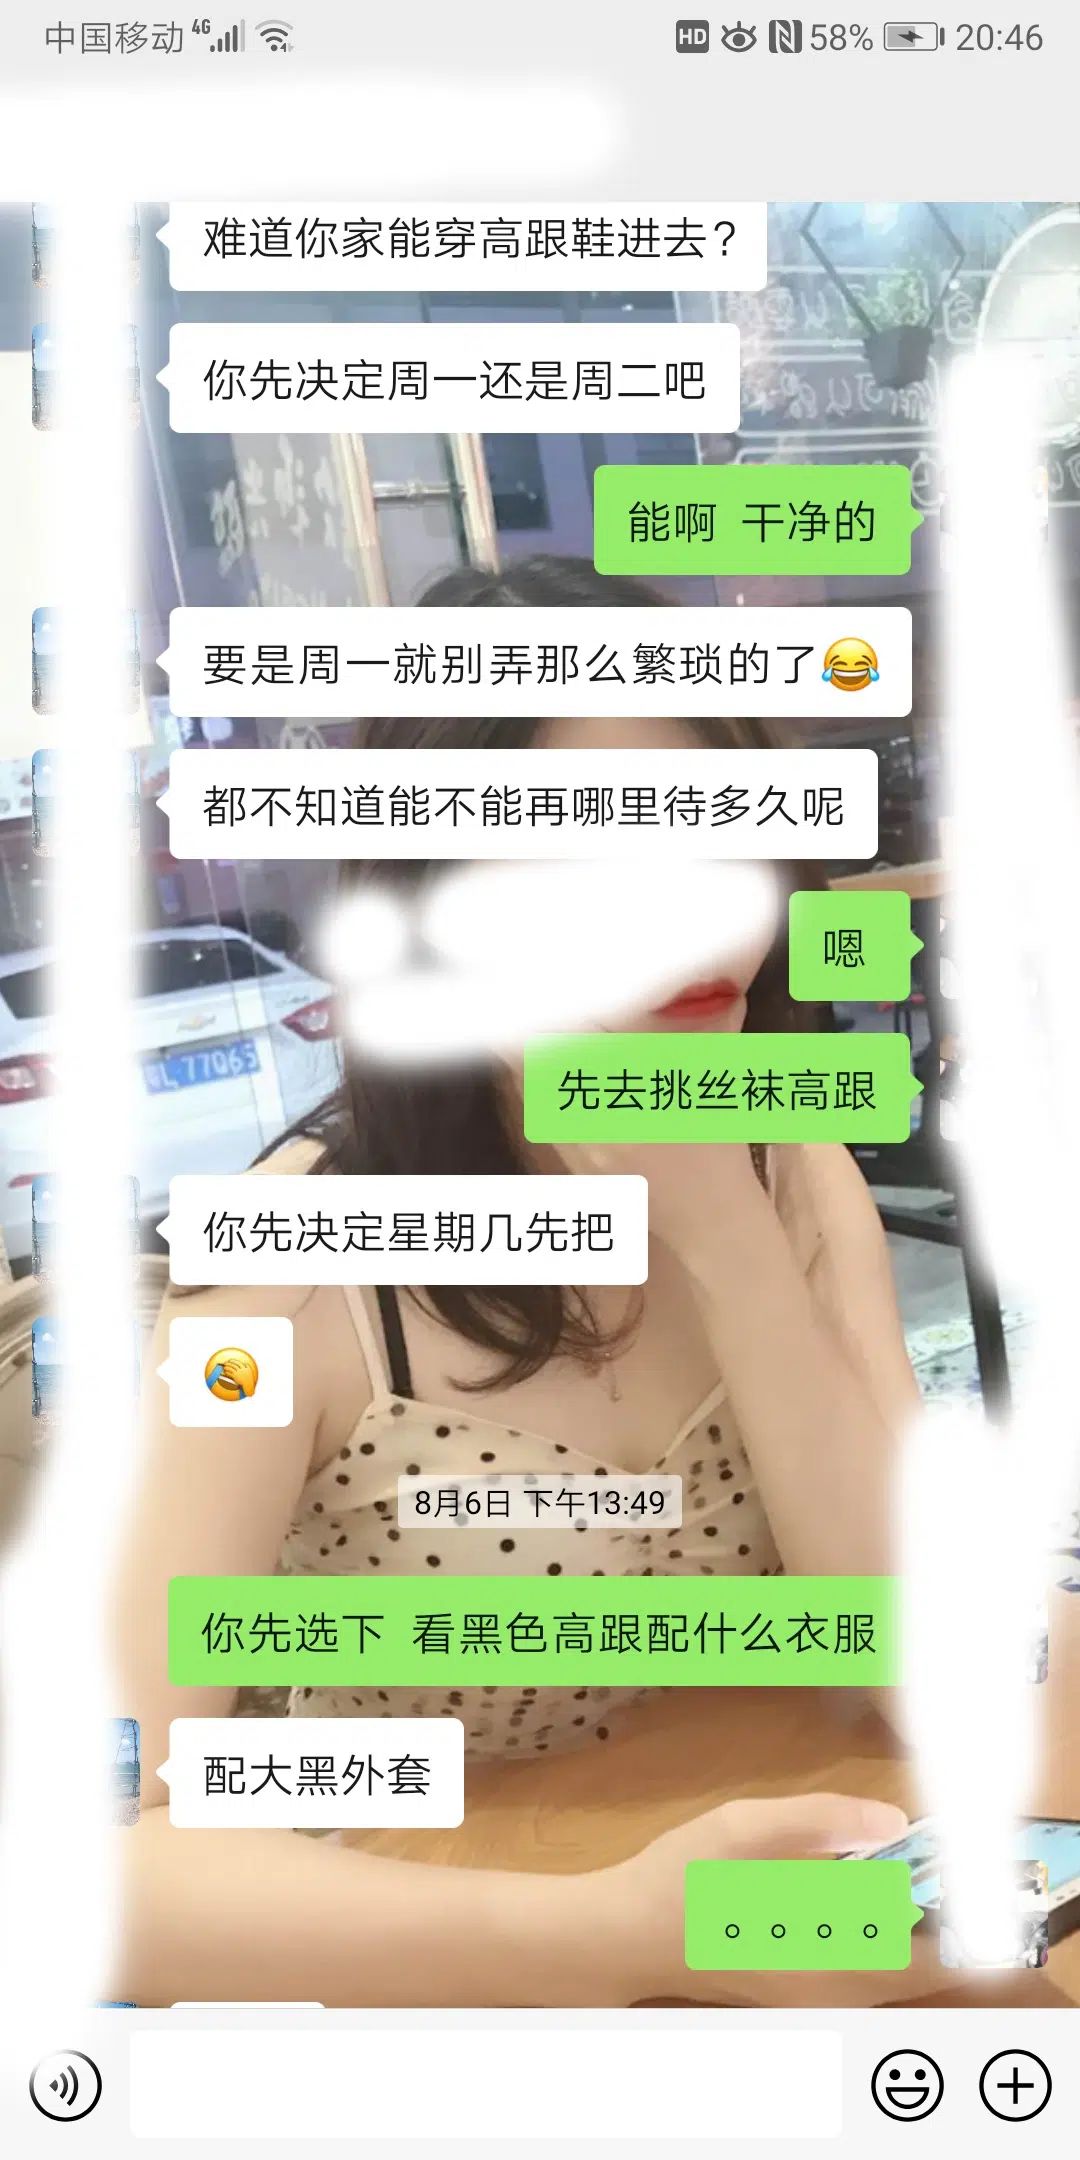 中国移动 4G HD 58% 20:46
难道你家能穿高跟鞋进去？
你先决定周一还是周二吧
能啊 干净的
要是周一就别弄那么繁琐的了😂
都不知道能不能再哪里待多久呢
嗯
L77065
先去挑丝袜高跟
你先决定星期几先把
🤦
8月6日 下午13:49
你先选下 看黑色高跟配什么衣服
配大黑外套
。。。。